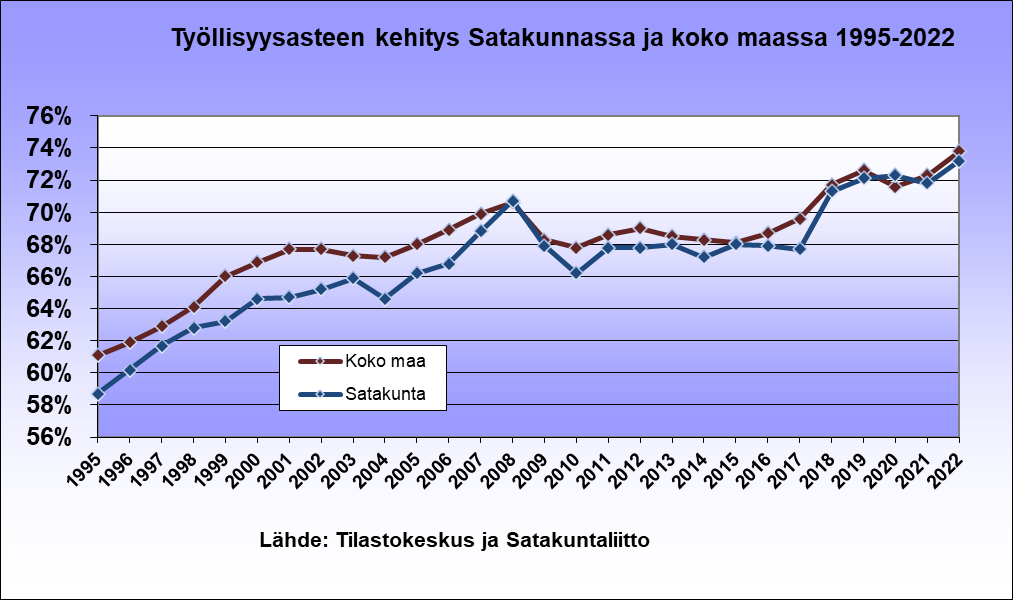 Työllisyysasteen kehitys Satakunnassa ja koko maassa 1995-2022
76%
74%
72%
70%
68%
66%
64%
62%
60%
58%
56%
Koko maa
Satakunta
1995 1996 1997 1998 1999 2000 2001 2002 2003 2004 2005 2006 2007 2008 2009 2010 2011 2012 2013 2014 2015 2016 2017 2018 2019 2020 2021 2022
Lähde: Tilastokeskus ja Satakuntaliitto